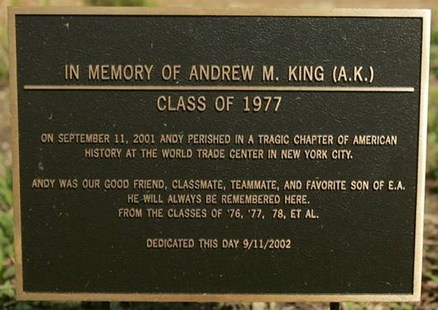 IN MEMORY OF ANDREW M. KING (A.K.)
CLASS OF 1977
ON SEPTEMBER 11, 2001 ANDY PERISHED IN A TRAGIC CHAPTER OF AMERICAN
HISTORY AT THE WORLD TRADE CENTER IN NEW YORK CITY.
ANDY WAS OUR GOOD FRIEND, CLASSMATE, TEAMMATE, AND FAVORITE SON OF E.A.
HE WILL ALWAYS BE REMEMBERED HERE.
FROM THE CLASSES OF '76, '77, 78, ET AL.
DEDICATED THIS DAY 9/11/2002